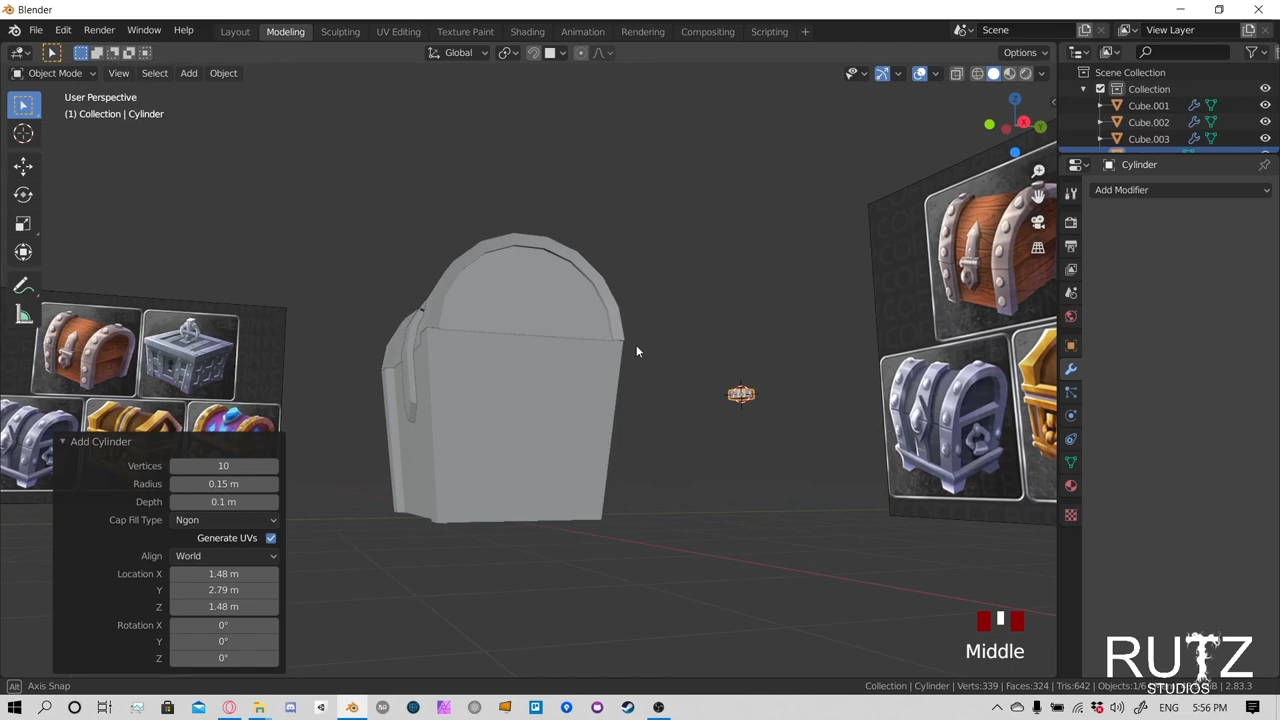 Blender
File Edit Render Window Help
Layout Modeling Sculpting UV Editing Texture Paint Shading Animation Rendering Compositing Scripting +
Scene
View Layer
Global
Options
Object Mode View Select Add Object
User Perspective
(1) Collection | Cylinder
Z
X
Y
Scene Collection
Collection
Cube.001
Cube.002
Cube.003
Cylinder
Add Modifier
Add Cylinder
Vertices 10
Radius 0.15 m
Depth 0.1 m
Cap Fill Type Ngon
Generate UVs
Align World
Location X 1.48 m
Y 2.79 m
Z 1.48 m
Rotation X 0°
Y 0°
Z 0°
Middle
RUTZ
STUDIOS
Alt Axis Snap
Collection | Cylinder | Verts:339 | Faces:324 | Tris:642 | Objects:1/6
2.83.3
5:56 PM